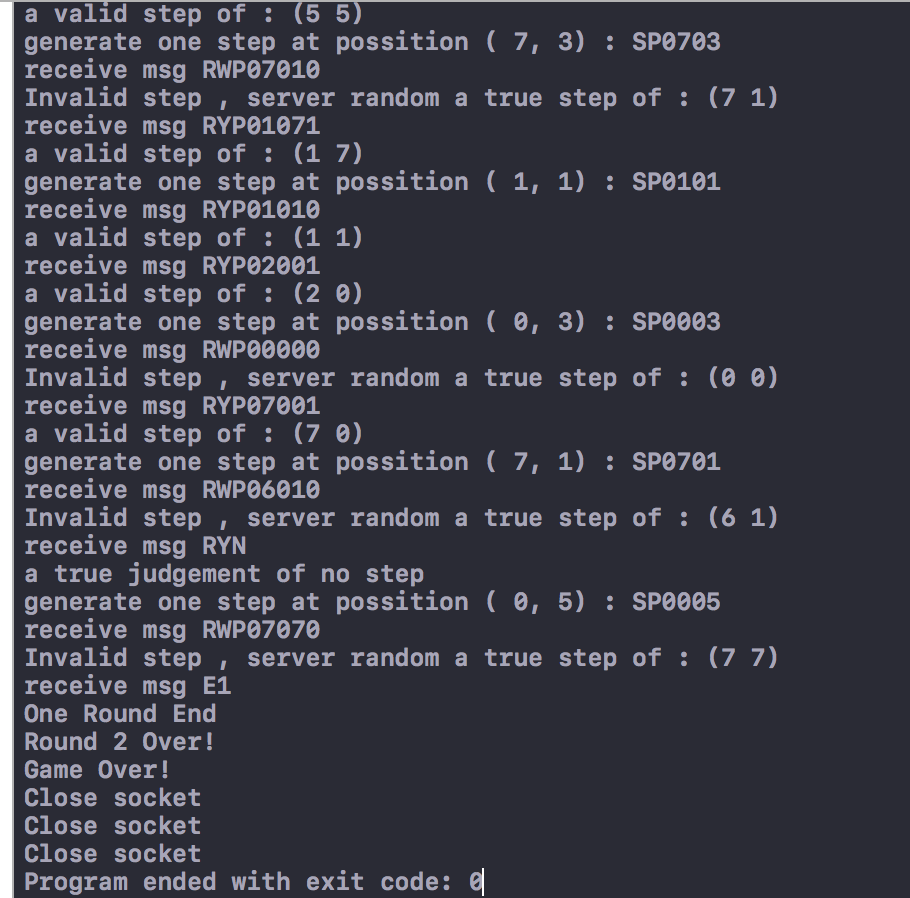 a valid step of : (5 5)
generate one step at possition ( 7, 3) : SP0703
receive msg RWP07010
Invalid step , server random a true step of : (7 1)
receive msg RYP01071
a valid step of : (1 7)
generate one step at possition ( 1, 1) : SP0101
receive msg RYP01010
a valid step of : (1 1)
receive msg RYP02001
a valid step of : (2 0)
generate one step at possition ( 0, 3) : SP0003
receive msg RWP00000
Invalid step , server random a true step of : (0 0)
receive msg RYP07001
a valid step of : (7 0)
generate one step at possition ( 7, 1) : SP0701
receive msg RWP06010
Invalid step , server random a true step of : (6 1)
receive msg RYN
a true judgement of no step
generate one step at possition ( 0, 5) : SP0005
receive msg RWP07070
Invalid step , server random a true step of : (7 7)
receive msg E1
One Round End
Round 2 Over!
Game Over!
Close socket
Close socket
Close socket
Program ended with exit code: 0